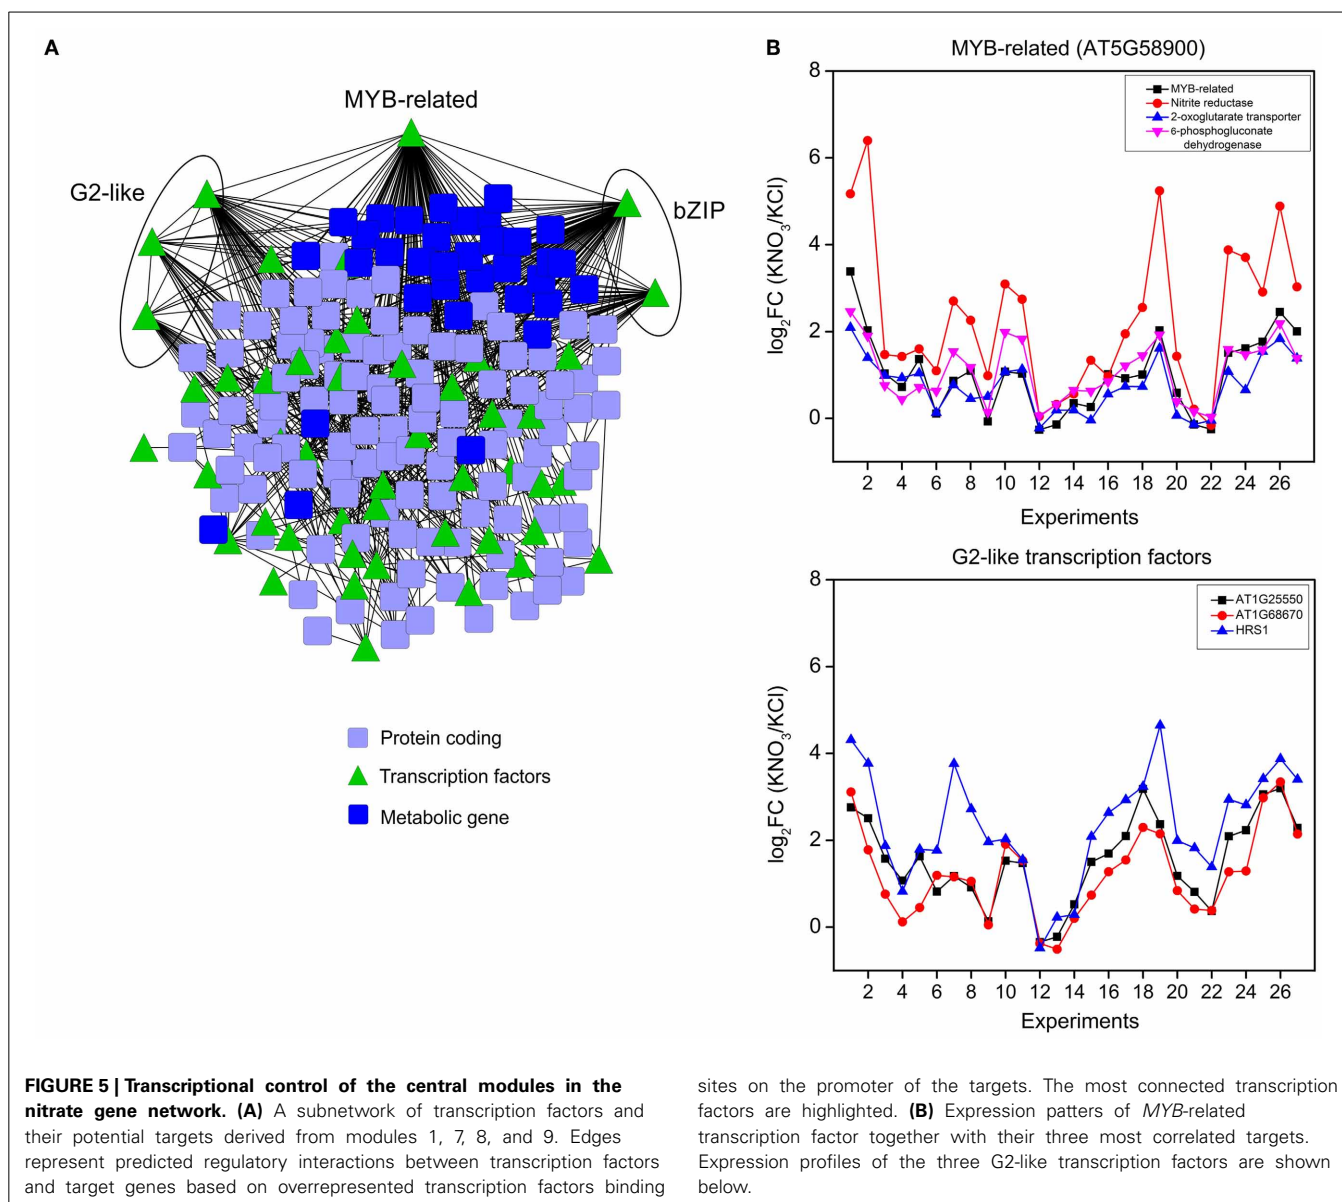 A
MYB-related
G2-like
bZIP
Protein coding
Transcription factors
Metabolic gene
B
MYB-related (AT5G58900)
MYB-related
Nitrite reductase
2-oxoglutarate transporter
6-phosphogluconate
dehydrogenase
log₂FC (KNO₃/KCl)
8
6
4
2
0
2 4 6 8 10 12 14 16 18 20 22 24 26
Experiments
G2-like transcription factors
AT1G25550
AT1G68670
HRS1
log₂FC (KNO₃/KCl)
8
6
4
2
0
2 4 6 8 10 12 14 16 18 20 22 24 26
Experiments
FIGURE 5 | Transcriptional control of the central modules in the
nitrate gene network. (A) A subnetwork of transcription factors and
their potential targets derived from modules 1, 7, 8, and 9. Edges
represent predicted regulatory interactions between transcription factors
and target genes based on overrepresented transcription factors binding
sites on the promoter of the targets. The most connected transcription
factors are highlighted. (B) Expression patters of MYB-related
transcription factor together with their three most correlated targets.
Expression profiles of the three G2-like transcription factors are shown
below.